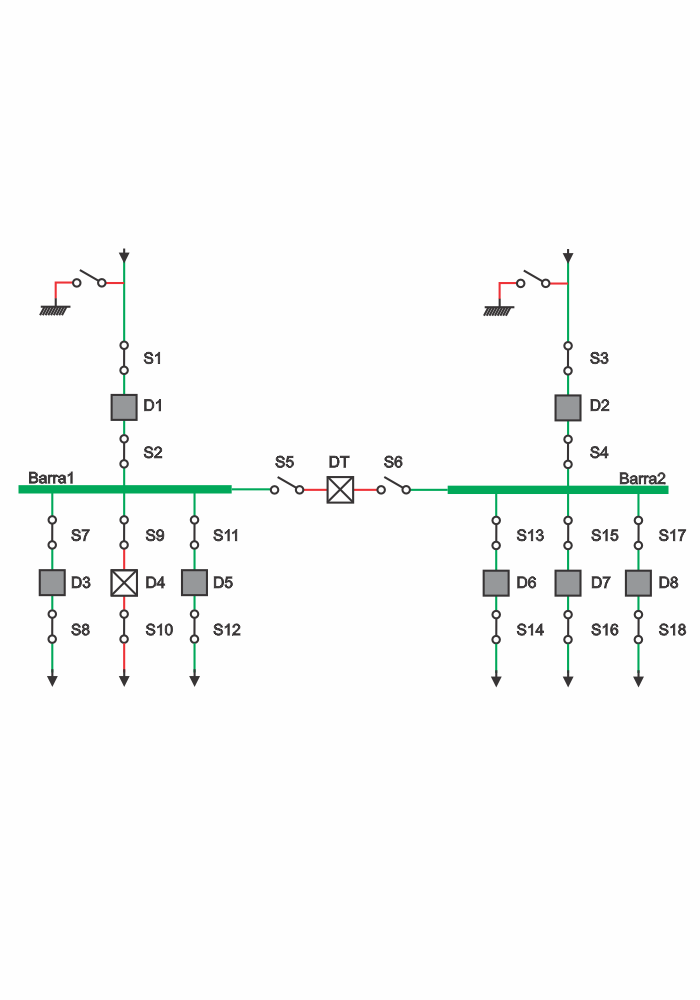 S1
S3
D1
D2
S2
S4
S5 DT S6
Barra1
Barra2
S7 S9 S11 S13 S15 S17
D3 D4 D5 D6 D7 D8
S8 S10 S12 S14 S16 S18